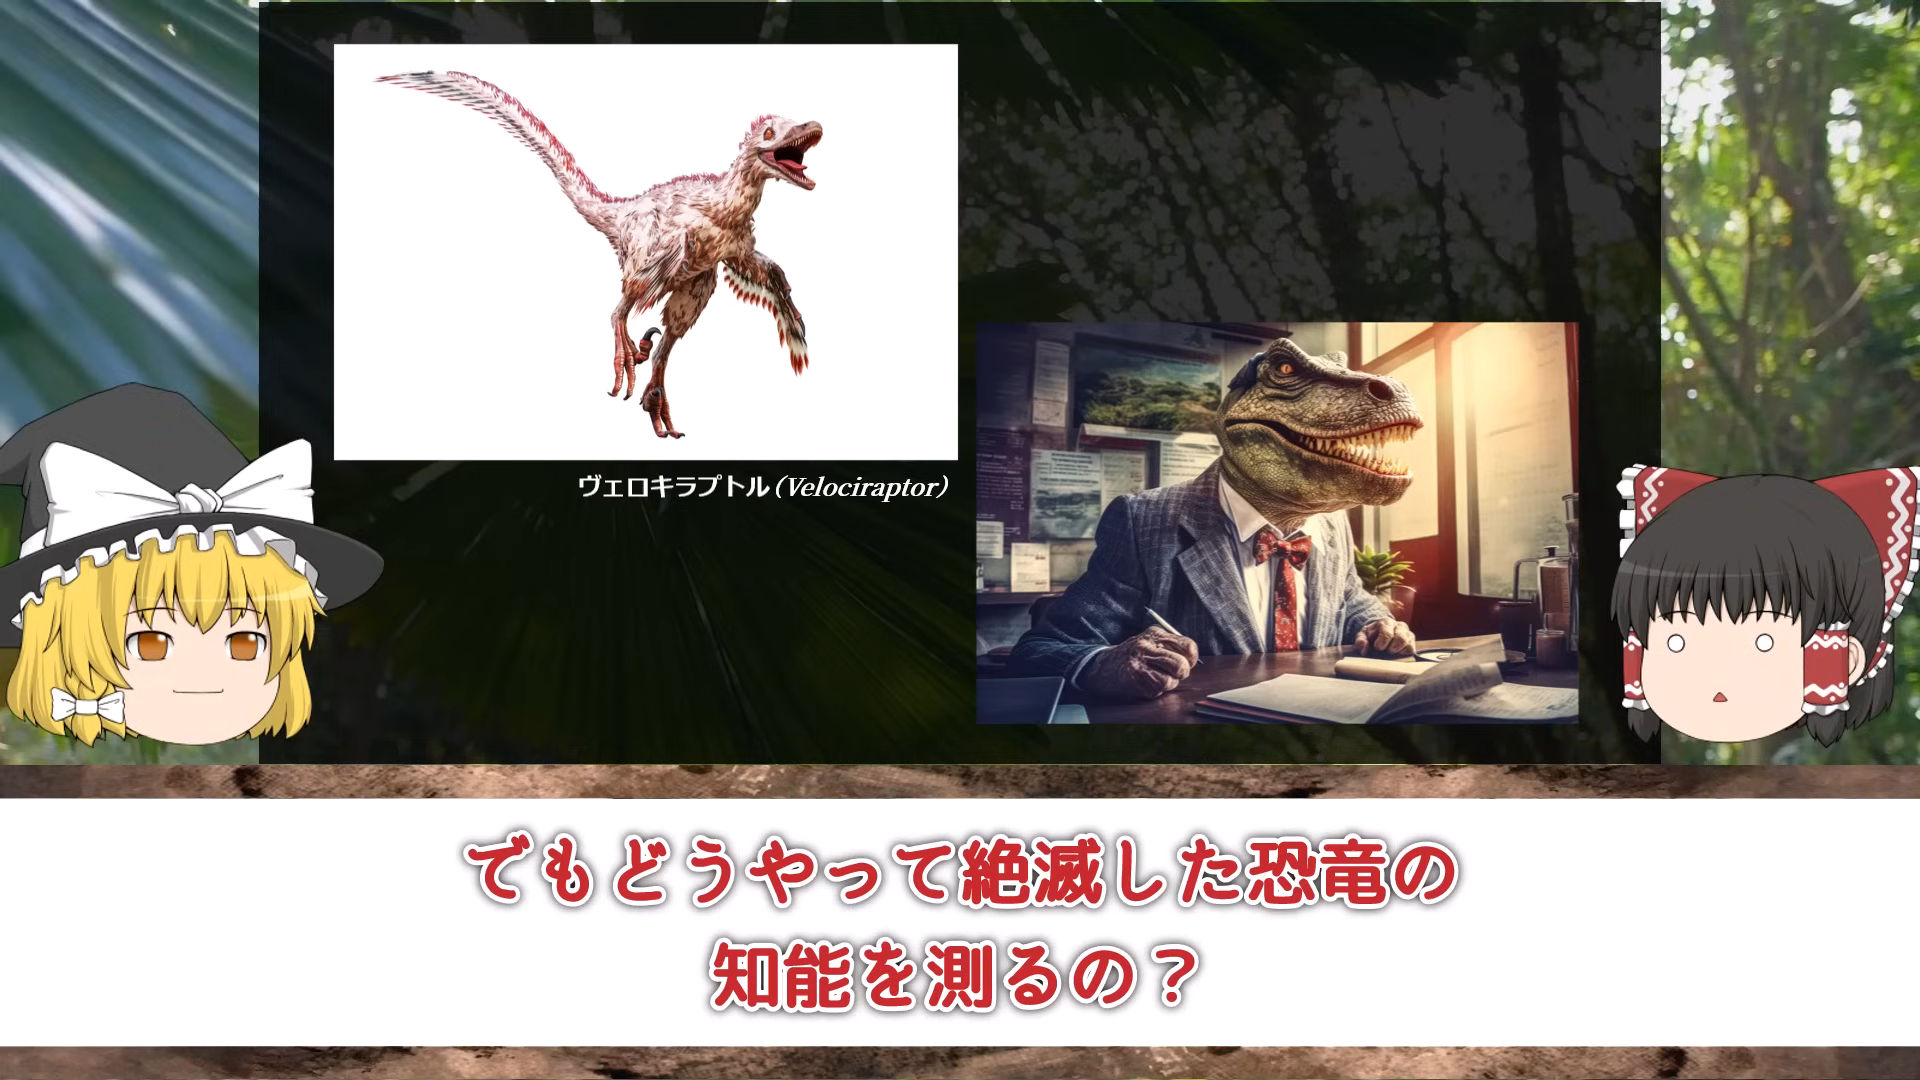 ヴェロキラプトル(Velociraptor)
でもどうやって絶滅した恐竜の
知能を測るの？